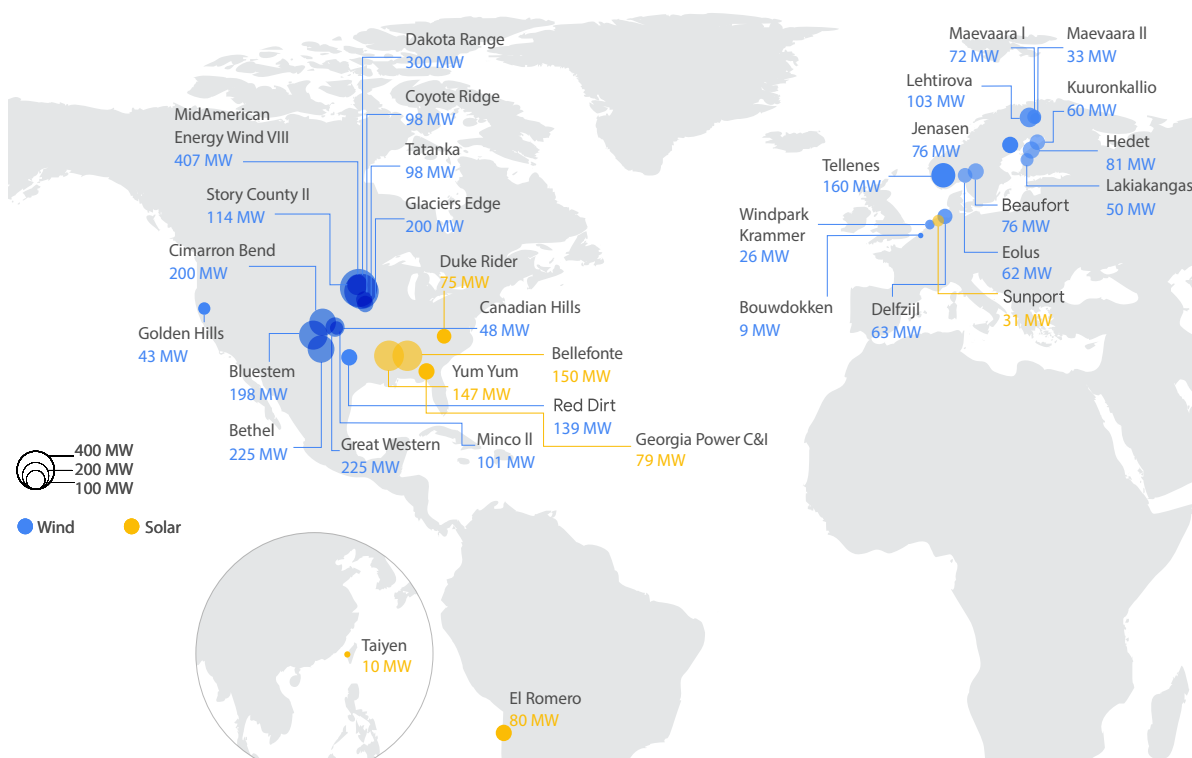 Dakota Range
300 MW
Coyote Ridge
98 MW
MidAmerican
Energy Wind VIII
407 MW
Tatanka
98 MW
Story County II
114 MW
Glaciers Edge
200 MW
Cimarron Bend
200 MW
Duke Rider
75 MW
Golden Hills
43 MW
Canadian Hills
48 MW
Bluestem
198 MW
Bellefonte
150 MW
Yum Yum
147 MW
Red Dirt
139 MW
Bethel
225 MW
Great Western
225 MW
Minco II
101 MW
Georgia Power C&I
79 MW
Maevaara I
72 MW
Maevaara II
33 MW
Lehtirova
103 MW
Kuuronkallio
60 MW
Jenasen
76 MW
Hedet
81 MW
Tellenes
160 MW
Lakiakangas
50 MW
Beaufort
76 MW
Windpark
Krammer
26 MW
Eolus
62 MW
Sunport
31 MW
Bouwdokken
9 MW
Delfzijl
63 MW
400 MW
200 MW
100 MW
Wind
Solar
Taiyen
10 MW
El Romero
80 MW